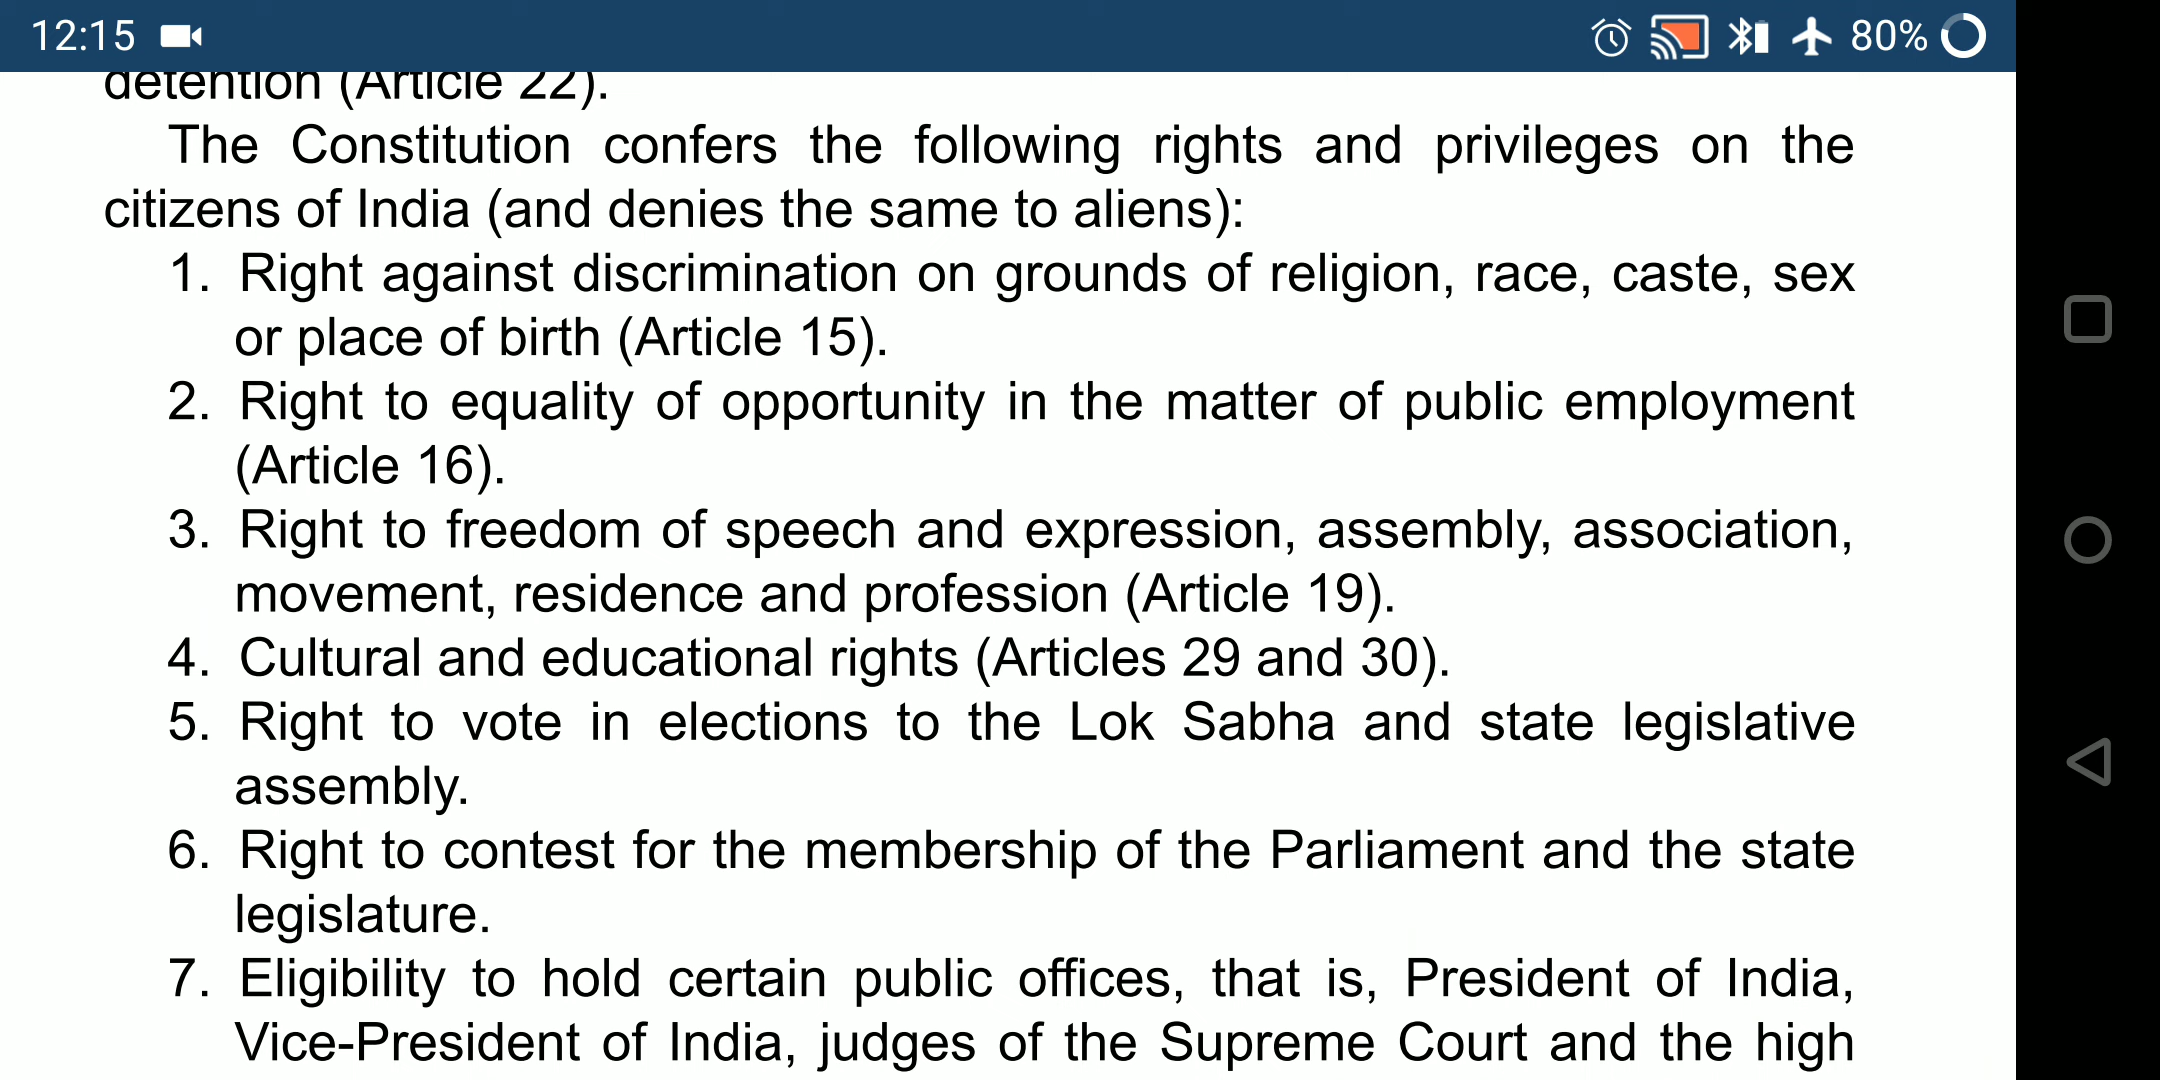 12:15
80%
detention (Article 22).
The Constitution confers the following rights and privileges on the
citizens of India (and denies the same to aliens):
1. Right against discrimination on grounds of religion, race, caste, sex
or place of birth (Article 15).
2. Right to equality of opportunity in the matter of public employment
(Article 16).
3. Right to freedom of speech and expression, assembly, association,
movement, residence and profession (Article 19).
4. Cultural and educational rights (Articles 29 and 30).
5. Right to vote in elections to the Lok Sabha and state legislative
assembly.
6. Right to contest for the membership of the Parliament and the state
legislature.
7. Eligibility to hold certain public offices, that is, President of India,
Vice-President of India, judges of the Supreme Court and the high